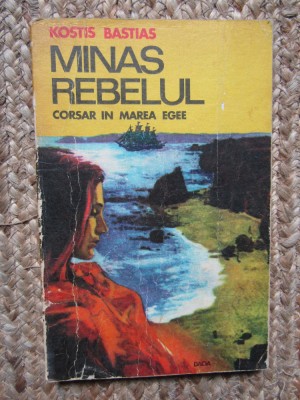 KOSTIS BASTIAS
MINAS
REBELUL
CORSAR IN MAREA EGEE
DACIA